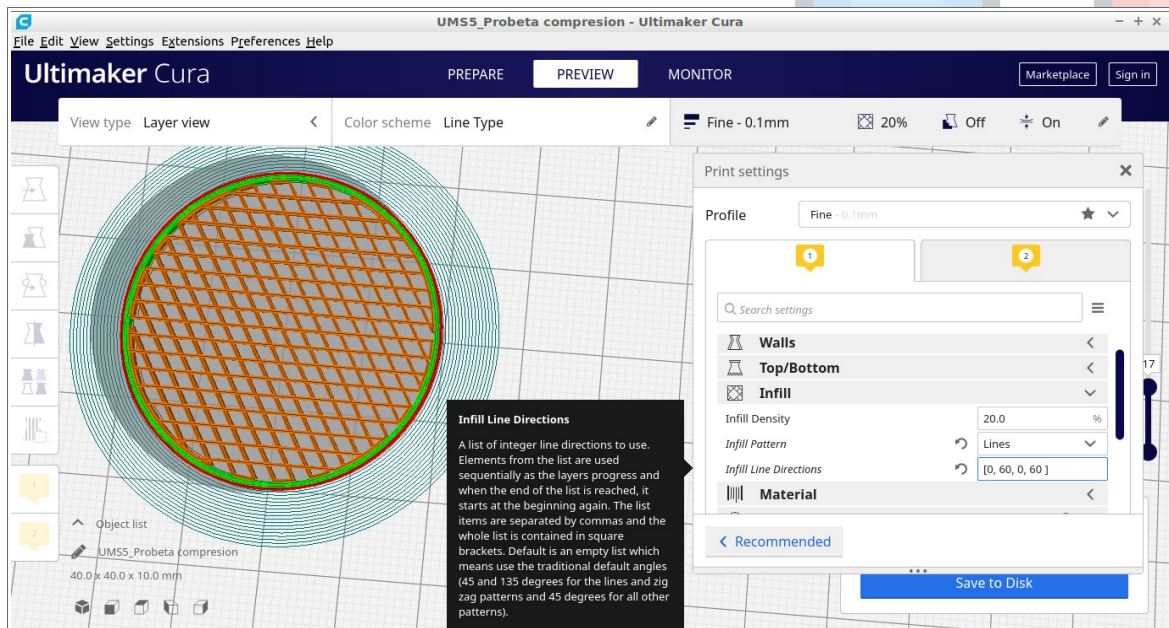 UMS5_Probeta compresion - Ultimaker Cura
File Edit View Settings Extensions Preferences Help
Ultimaker Cura
PREPARE
PREVIEW
MONITOR
Marketplace
Sign in
View type Layer view
Color scheme Line Type
Fine - 0.1mm
20%
Off
On
Print settings
Profile
Fine - 0.1mm
1
2
Search settings
Walls
Top/Bottom
Infill
17
Infill Density
20.0 %
Infill Pattern
Lines
Infill Line Directions
[0, 60, 0, 60 ]
Material
Recommended
Save to Disk
Infill Line Directions
A list of integer line directions to use.
Elements from the list are used
sequentially as the layers progress and
when the end of the list is reached, it
starts at the beginning again. The list
items are separated by commas and the
whole list is contained in square
brackets. Default is an empty list which
means use the traditional default angles
(45 and 135 degrees for the lines and zig
zag patterns and 45 degrees for all other
patterns).
1
2
Object list
UMS5_Probeta compresion
40.0 x 40.0 x 10.0 mm